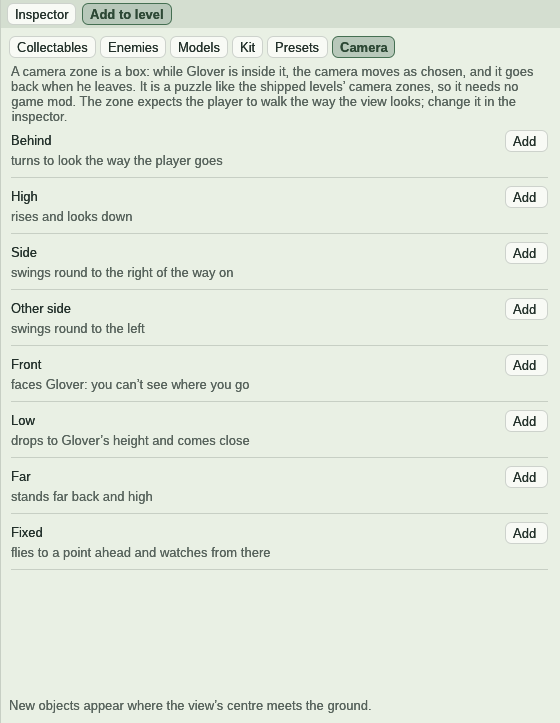 Inspector
Add to level
Collectables
Enemies
Models
Kit
Presets
Camera
A camera zone is a box: while Glover is inside it, the camera moves as chosen, and it goes
back when he leaves. It is a puzzle like the shipped levels’ camera zones, so it needs no
game mod. The zone expects the player to walk the way the view looks; change it in the
inspector.
Behind
Add
turns to look the way the player goes
High
Add
rises and looks down
Side
Add
swings round to the right of the way on
Other side
Add
swings round to the left
Front
Add
faces Glover: you can’t see where you go
Low
Add
drops to Glover’s height and comes close
Far
Add
stands far back and high
Fixed
Add
flies to a point ahead and watches from there
New objects appear where the view’s centre meets the ground.